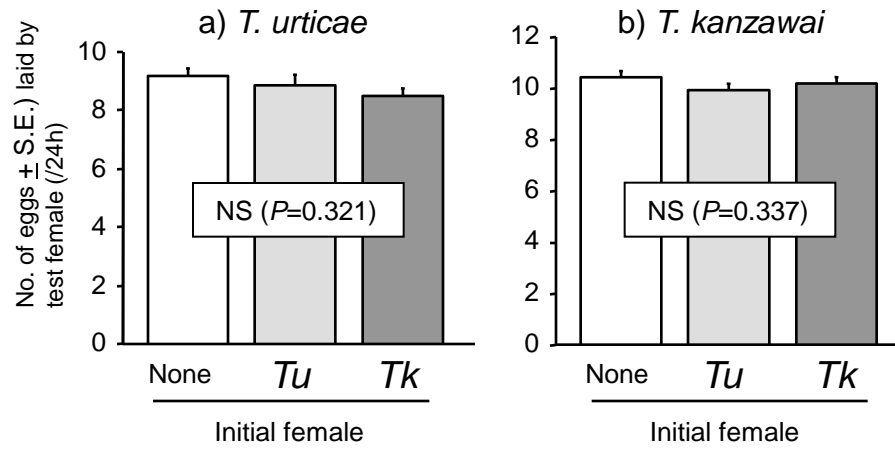 a) T. urticae
b) T. kanzawai
No. of eggs ± S.E.) laid by
test female (/24h)
10
8
6
4
2
0
NS (P=0.321)
None Tu Tk
Initial female
12
10
8
6
4
2
0
NS (P=0.337)
None Tu Tk
Initial female